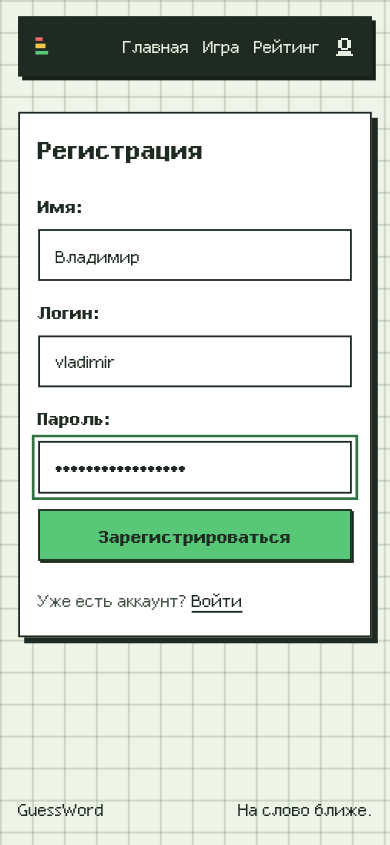 Главная Игра Рейтинг
Регистрация
Имя:
Владимир
Логин:
vladimir
Пароль:
•••••••••••••••••
Зарегистрироваться
Уже есть аккаунт? Войти
GuessWord На слово ближе.